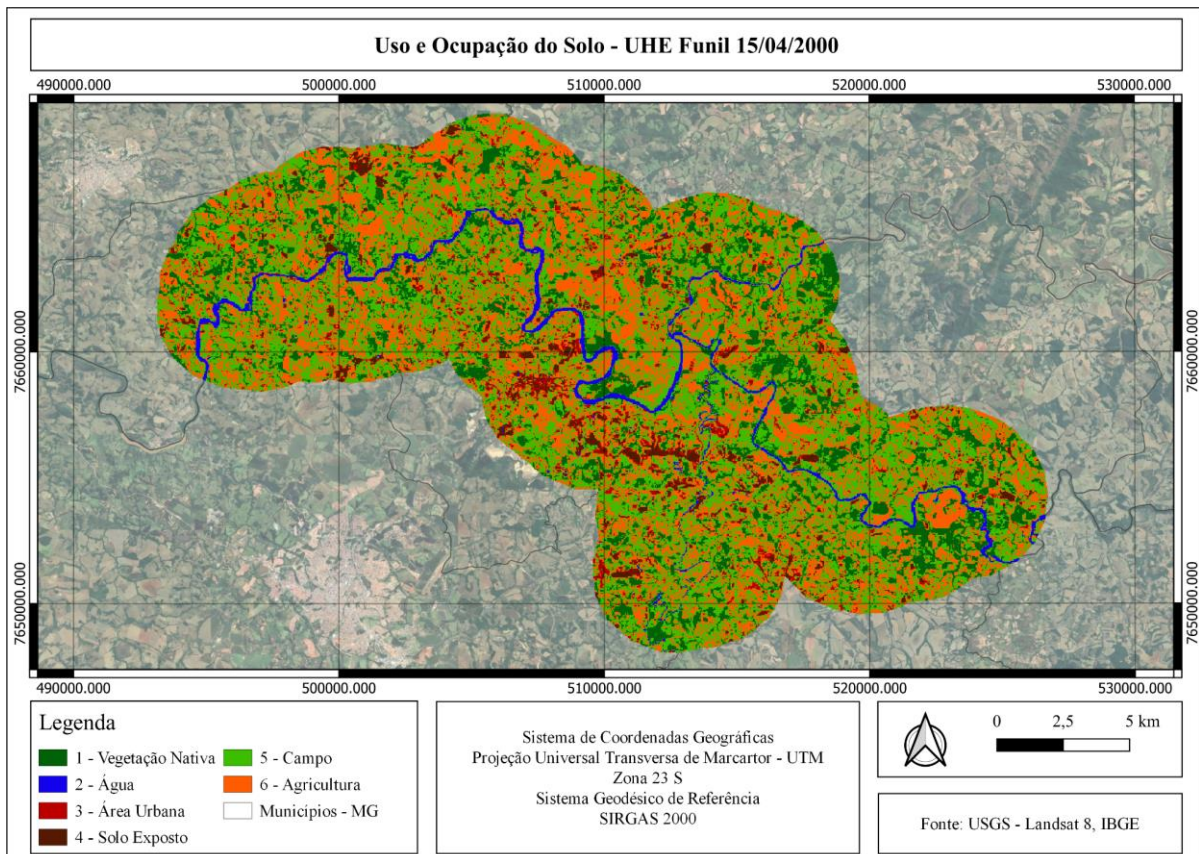 Uso e Ocupação do Solo - UHE Funil 15/04/2000
490000.000 500000.000 510000.000 520000.000 530000.000
7660000.000 7660000.000
7650000.000 7650000.000
490000.000 500000.000 510000.000 520000.000 530000.000
Legenda
1 - Vegetação Nativa
2 - Água
3 - Área Urbana
4 - Solo Exposto
5 - Campo
6 - Agricultura
Municípios - MG
Sistema de Coordenadas Geográficas
Projeção Universal Transversa de Marcartor - UTM
Zona 23 S
Sistema Geodésico de Referência
SIRGAS 2000
0 2,5 5 km
Fonte: USGS - Landsat 8, IBGE